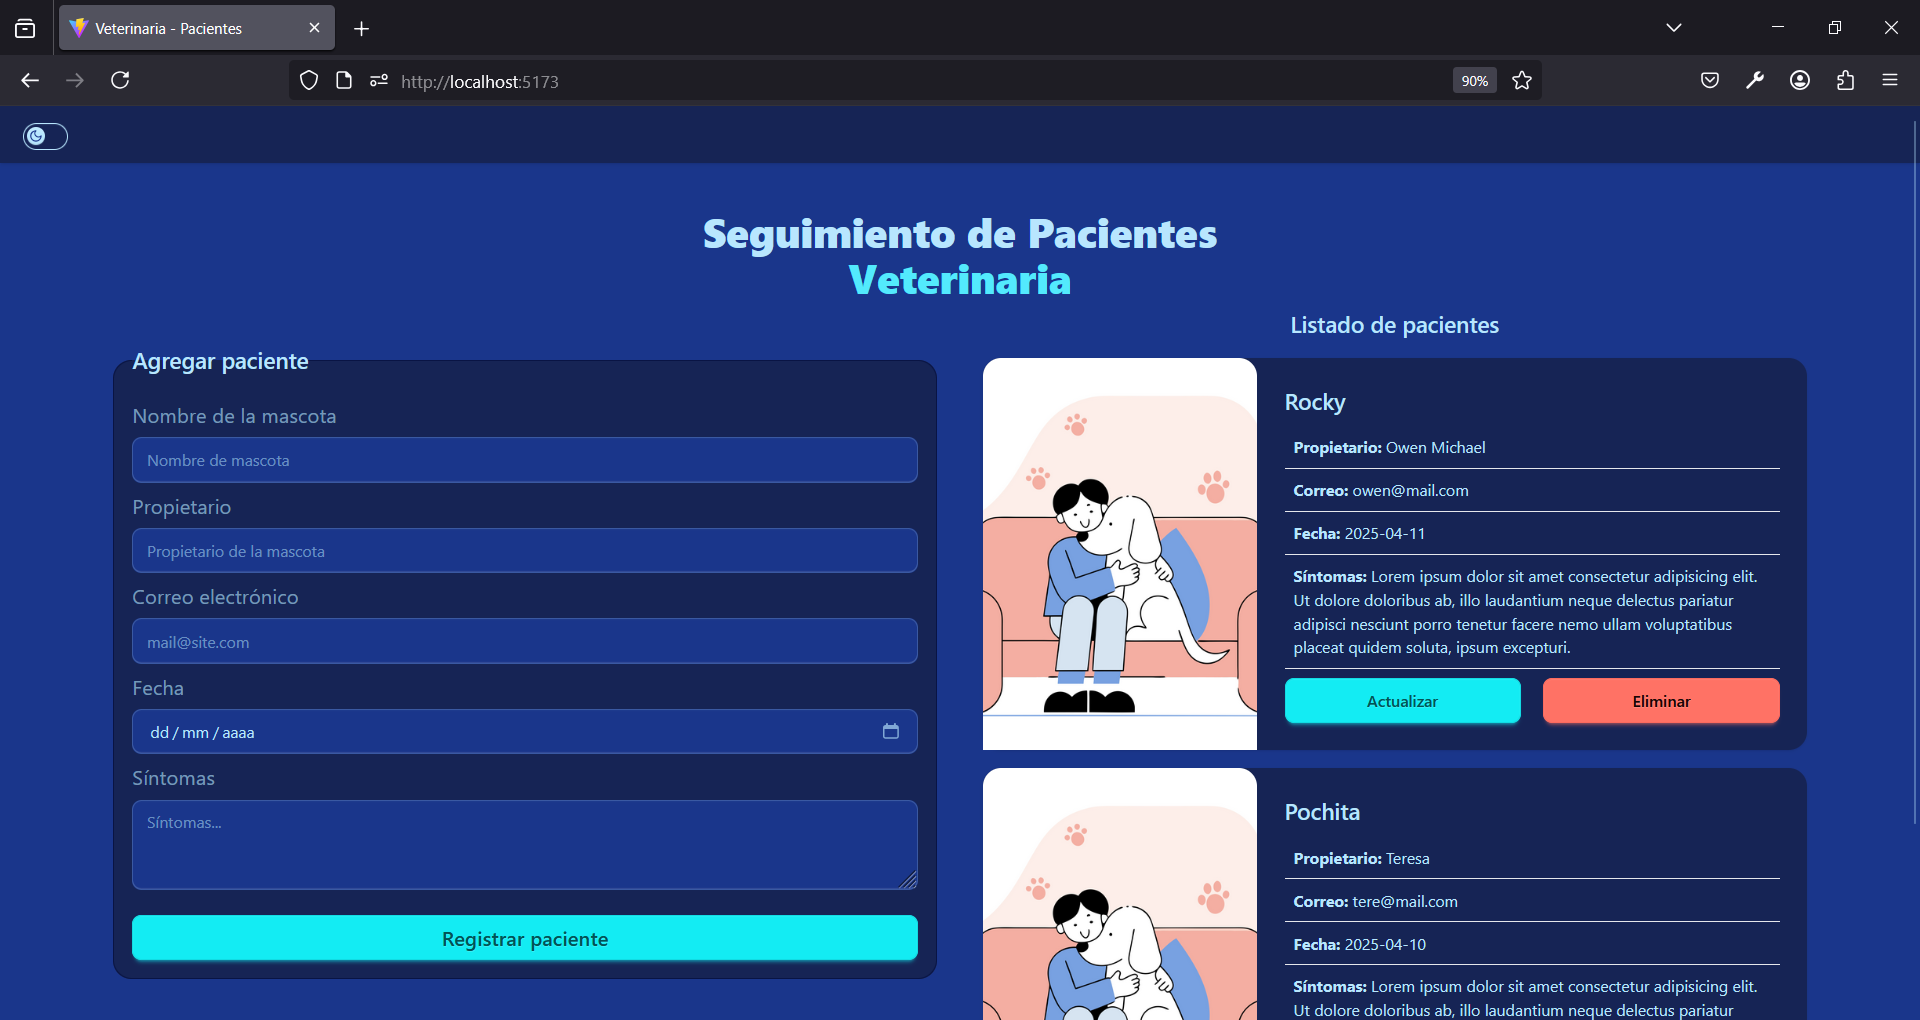 Veterinaria - Pacientes
http://localhost:5173
90%
Seguimiento de Pacientes
Veterinaria
Agregar paciente
Nombre de la mascota
Nombre de mascota
Propietario
Propietario de la mascota
Correo electrónico
mail@site.com
Fecha
dd / mm / aaaa
Síntomas
Síntomas...
Registrar paciente
Listado de pacientes
Rocky
Propietario: Owen Michael
Correo: owen@mail.com
Fecha: 2025-04-11
Síntomas: Lorem ipsum dolor sit amet consectetur adipisicing elit.
Ut dolore doloribus ab, illo laudantium neque delectus pariatur
adipisci nesciunt porro tenetur facere nemo ullam voluptatibus
placeat quidem soluta, ipsum excepturi.
Actualizar
Eliminar
Pochita
Propietario: Teresa
Correo: tere@mail.com
Fecha: 2025-04-10
Síntomas: Lorem ipsum dolor sit amet consectetur adipisicing elit.
Ut dolore doloribus ab, illo laudantium neque delectus pariatur